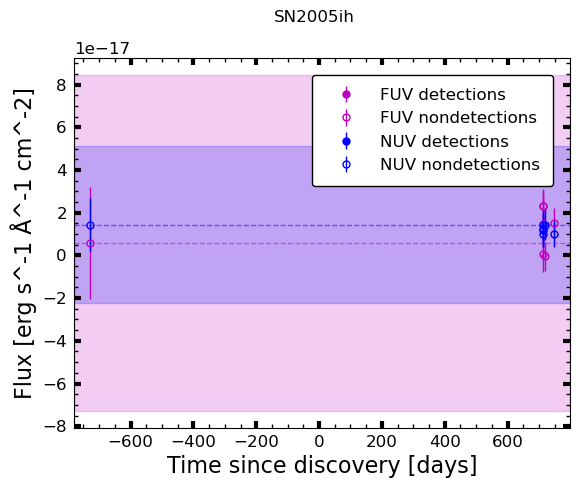 SN2005ih
1e−17
FUV detections
FUV nondetections
NUV detections
NUV nondetections
8
6
4
2
0
−2
−4
−6
−8
Flux [erg s^-1 Å^-1 cm^-2]
−600 −400 −200 0 200 400 600
Time since discovery [days]